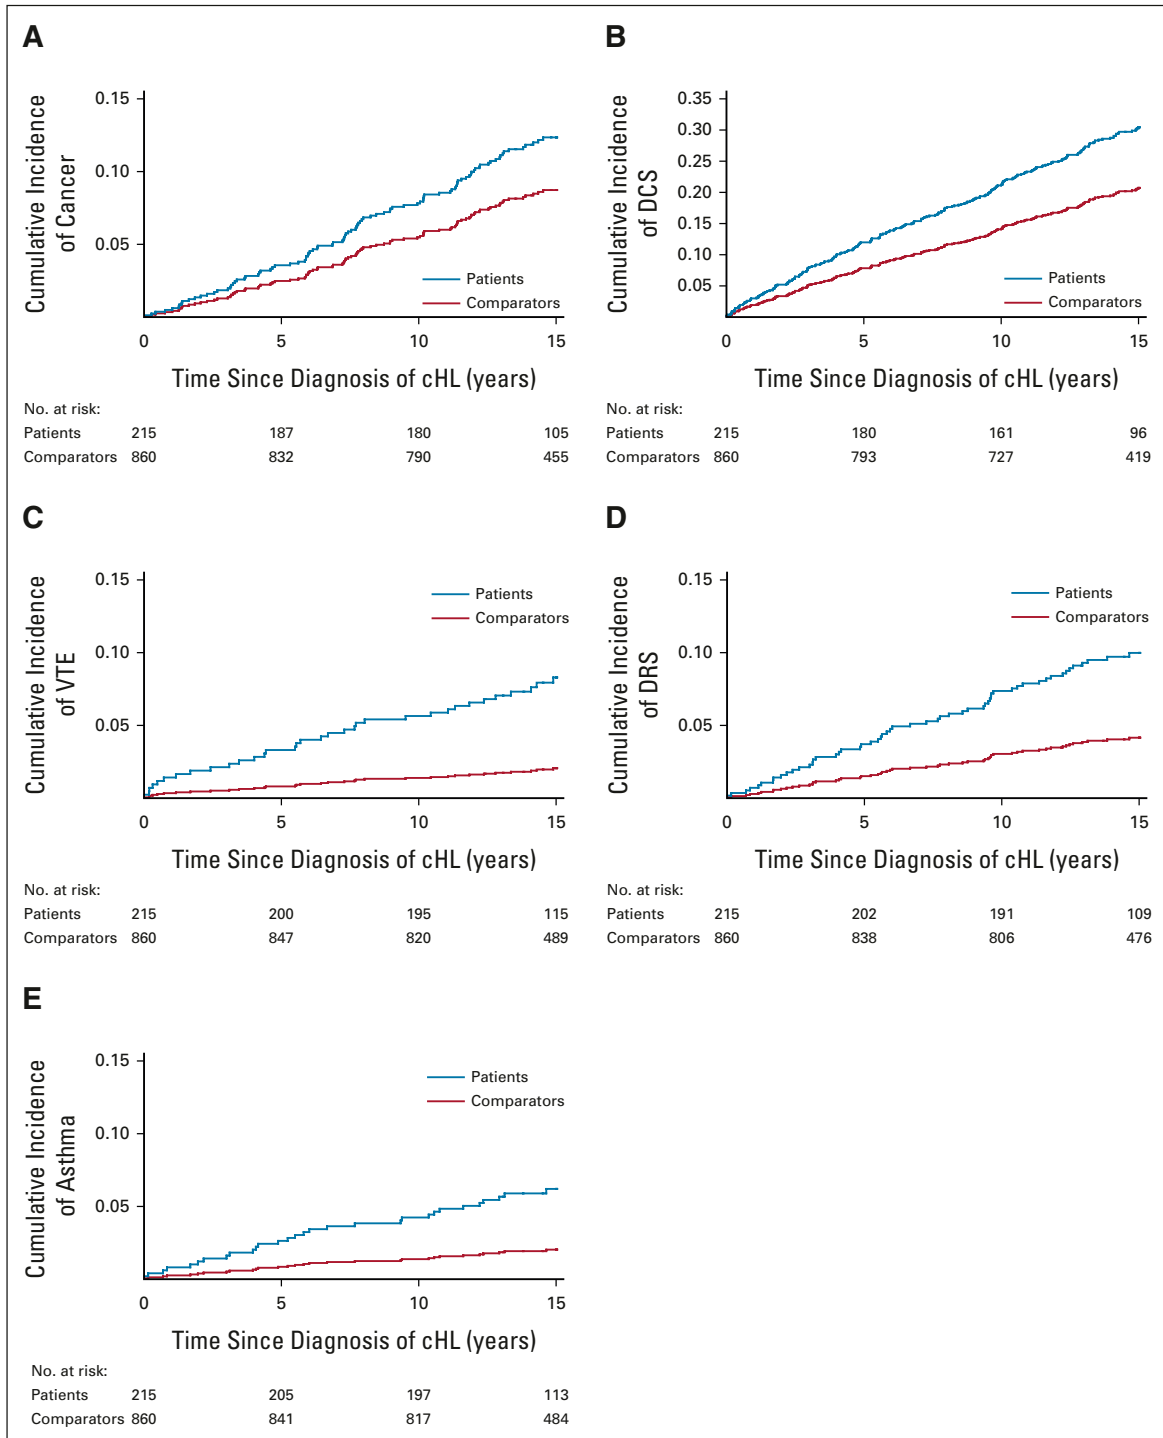 A
Cumulative Incidence
of Cancer
0.15
0.10
0.05
Patients
Comparators
0 5 10 15
Time Since Diagnosis of cHL (years)
No. at risk:
Patients 215 187 180 105
Comparators 860 832 790 455
B
Cumulative Incidence
of DCS
0.35
0.30
0.25
0.20
0.15
0.10
0.05
Patients
Comparators
0 5 10 15
Time Since Diagnosis of cHL (years)
No. at risk:
Patients 215 180 161 96
Comparators 860 793 727 419
C
Cumulative Incidence
of VTE
0.15
0.10
0.05
Patients
Comparators
0 5 10 15
Time Since Diagnosis of cHL (years)
No. at risk:
Patients 215 200 195 115
Comparators 860 847 820 489
D
Cumulative Incidence
of DRS
0.15
0.10
0.05
Patients
Comparators
0 5 10 15
Time Since Diagnosis of cHL (years)
No. at risk:
Patients 215 202 191 109
Comparators 860 838 806 476
E
Cumulative Incidence
of Asthma
0.15
0.10
0.05
Patients
Comparators
0 5 10 15
Time Since Diagnosis of cHL (years)
No. at risk:
Patients 215 205 197 113
Comparators 860 841 817 484